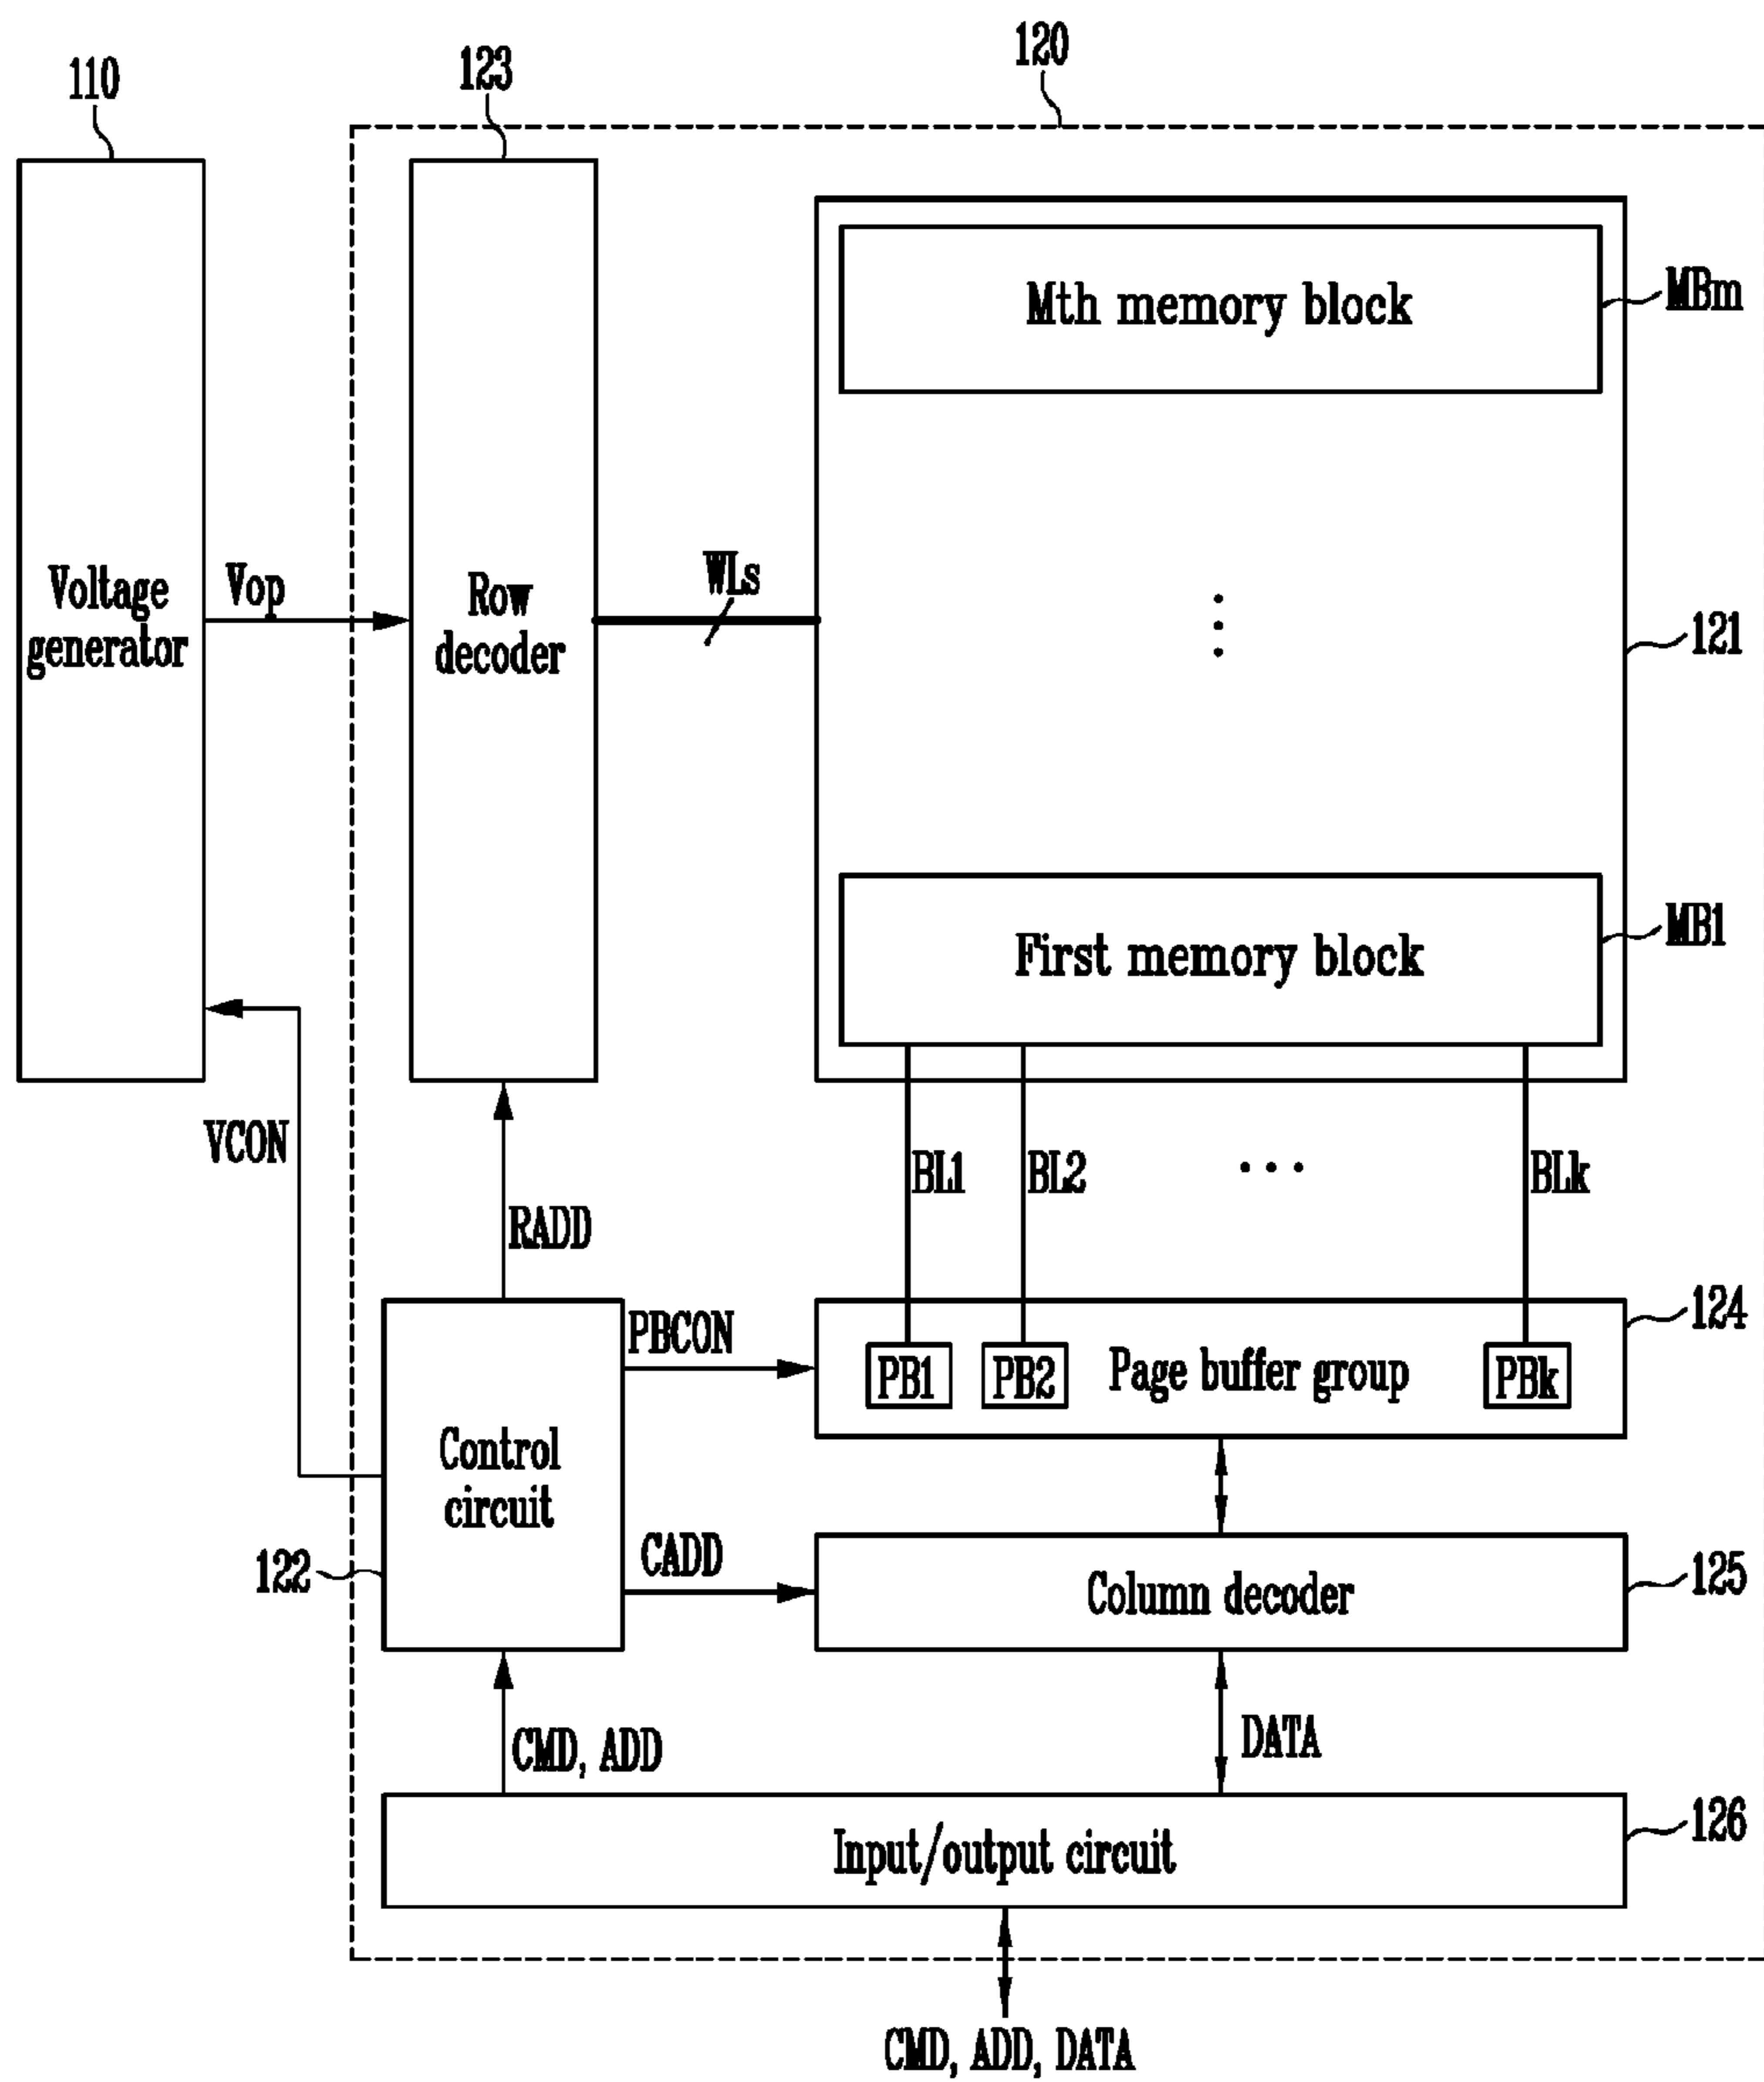 120
123
110
Mth memory block
MBm
Voltage
generator
Vop
Row
decoder
WLs
121
First memory block
MB1
VCON
RADD
BL1
BL2
BLk
PBCON
124
PB1
PB2
Page buffer group
PBk
Control
circuit
122
CADD
Column decoder
125
CMD, ADD
DATA
Input/output circuit
126
CMD, ADD, DATA